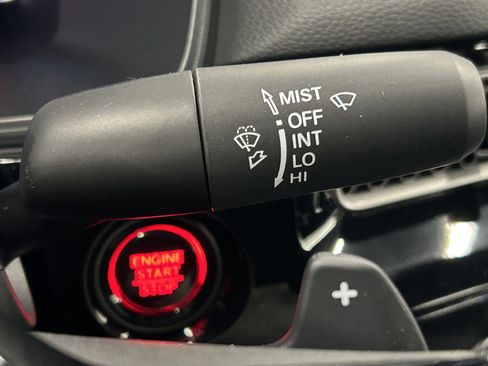 MIST
OFF
INT
LO
HI
ENGINE
START
STOP
+